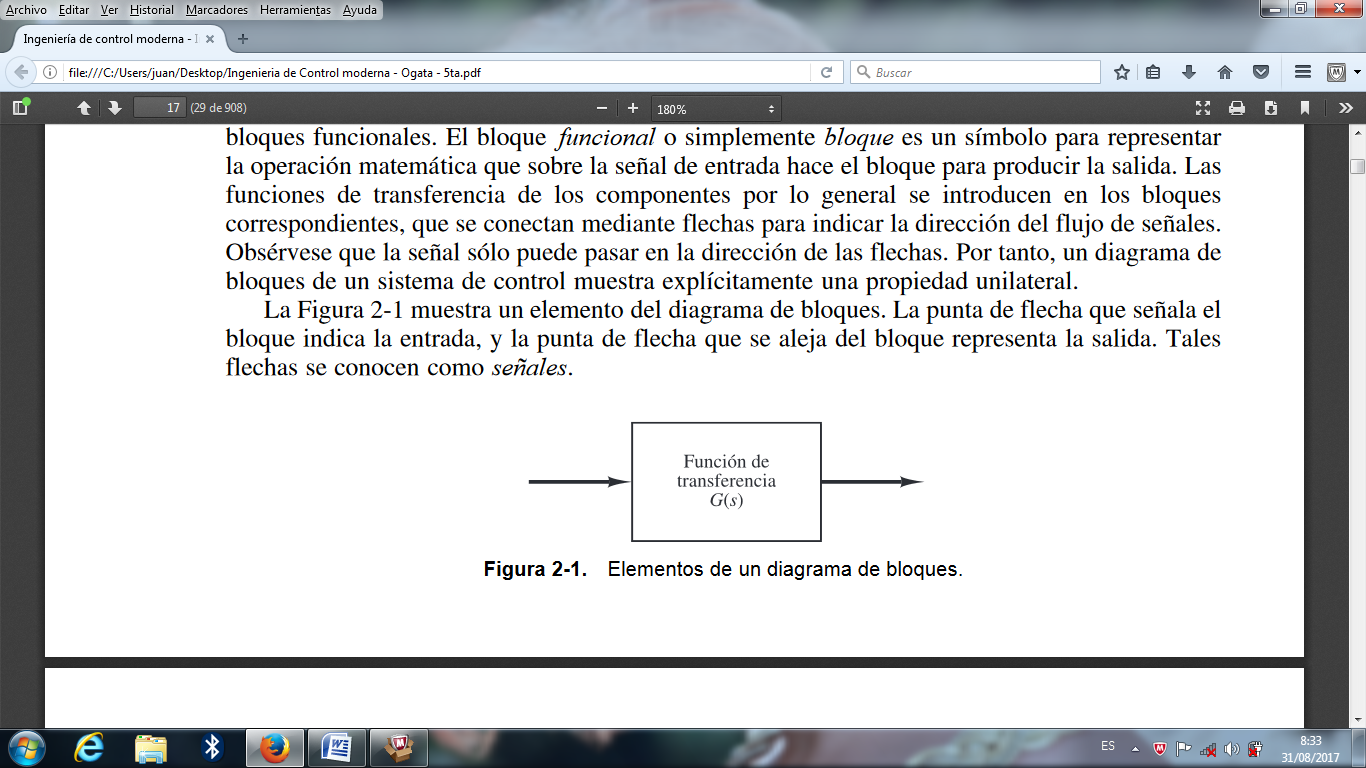 Archivo Editar Ver Historial Marcadores Herramientas Ayuda
Ingeniería de control moderna - I
file:///C:/Users/juan/Desktop/Ingenieria de Control moderna - Ogata - 5ta.pdf
Buscar
17 (29 de 908)
180%
bloques funcionales. El bloque funcional o simplemente bloque es un símbolo para representar
la operación matemática que sobre la señal de entrada hace el bloque para producir la salida. Las
funciones de transferencia de los componentes por lo general se introducen en los bloques
correspondientes, que se conectan mediante flechas para indicar la dirección del flujo de señales.
Obsérvese que la señal sólo puede pasar en la dirección de las flechas. Por tanto, un diagrama de
bloques de un sistema de control muestra explícitamente una propiedad unilateral.
La Figura 2-1 muestra un elemento del diagrama de bloques. La punta de flecha que señala el
bloque indica la entrada, y la punta de flecha que se aleja del bloque representa la salida. Tales
flechas se conocen como señales.
Función de
transferencia
G(s)
Figura 2-1. Elementos de un diagrama de bloques.
ES
8:33
31/08/2017